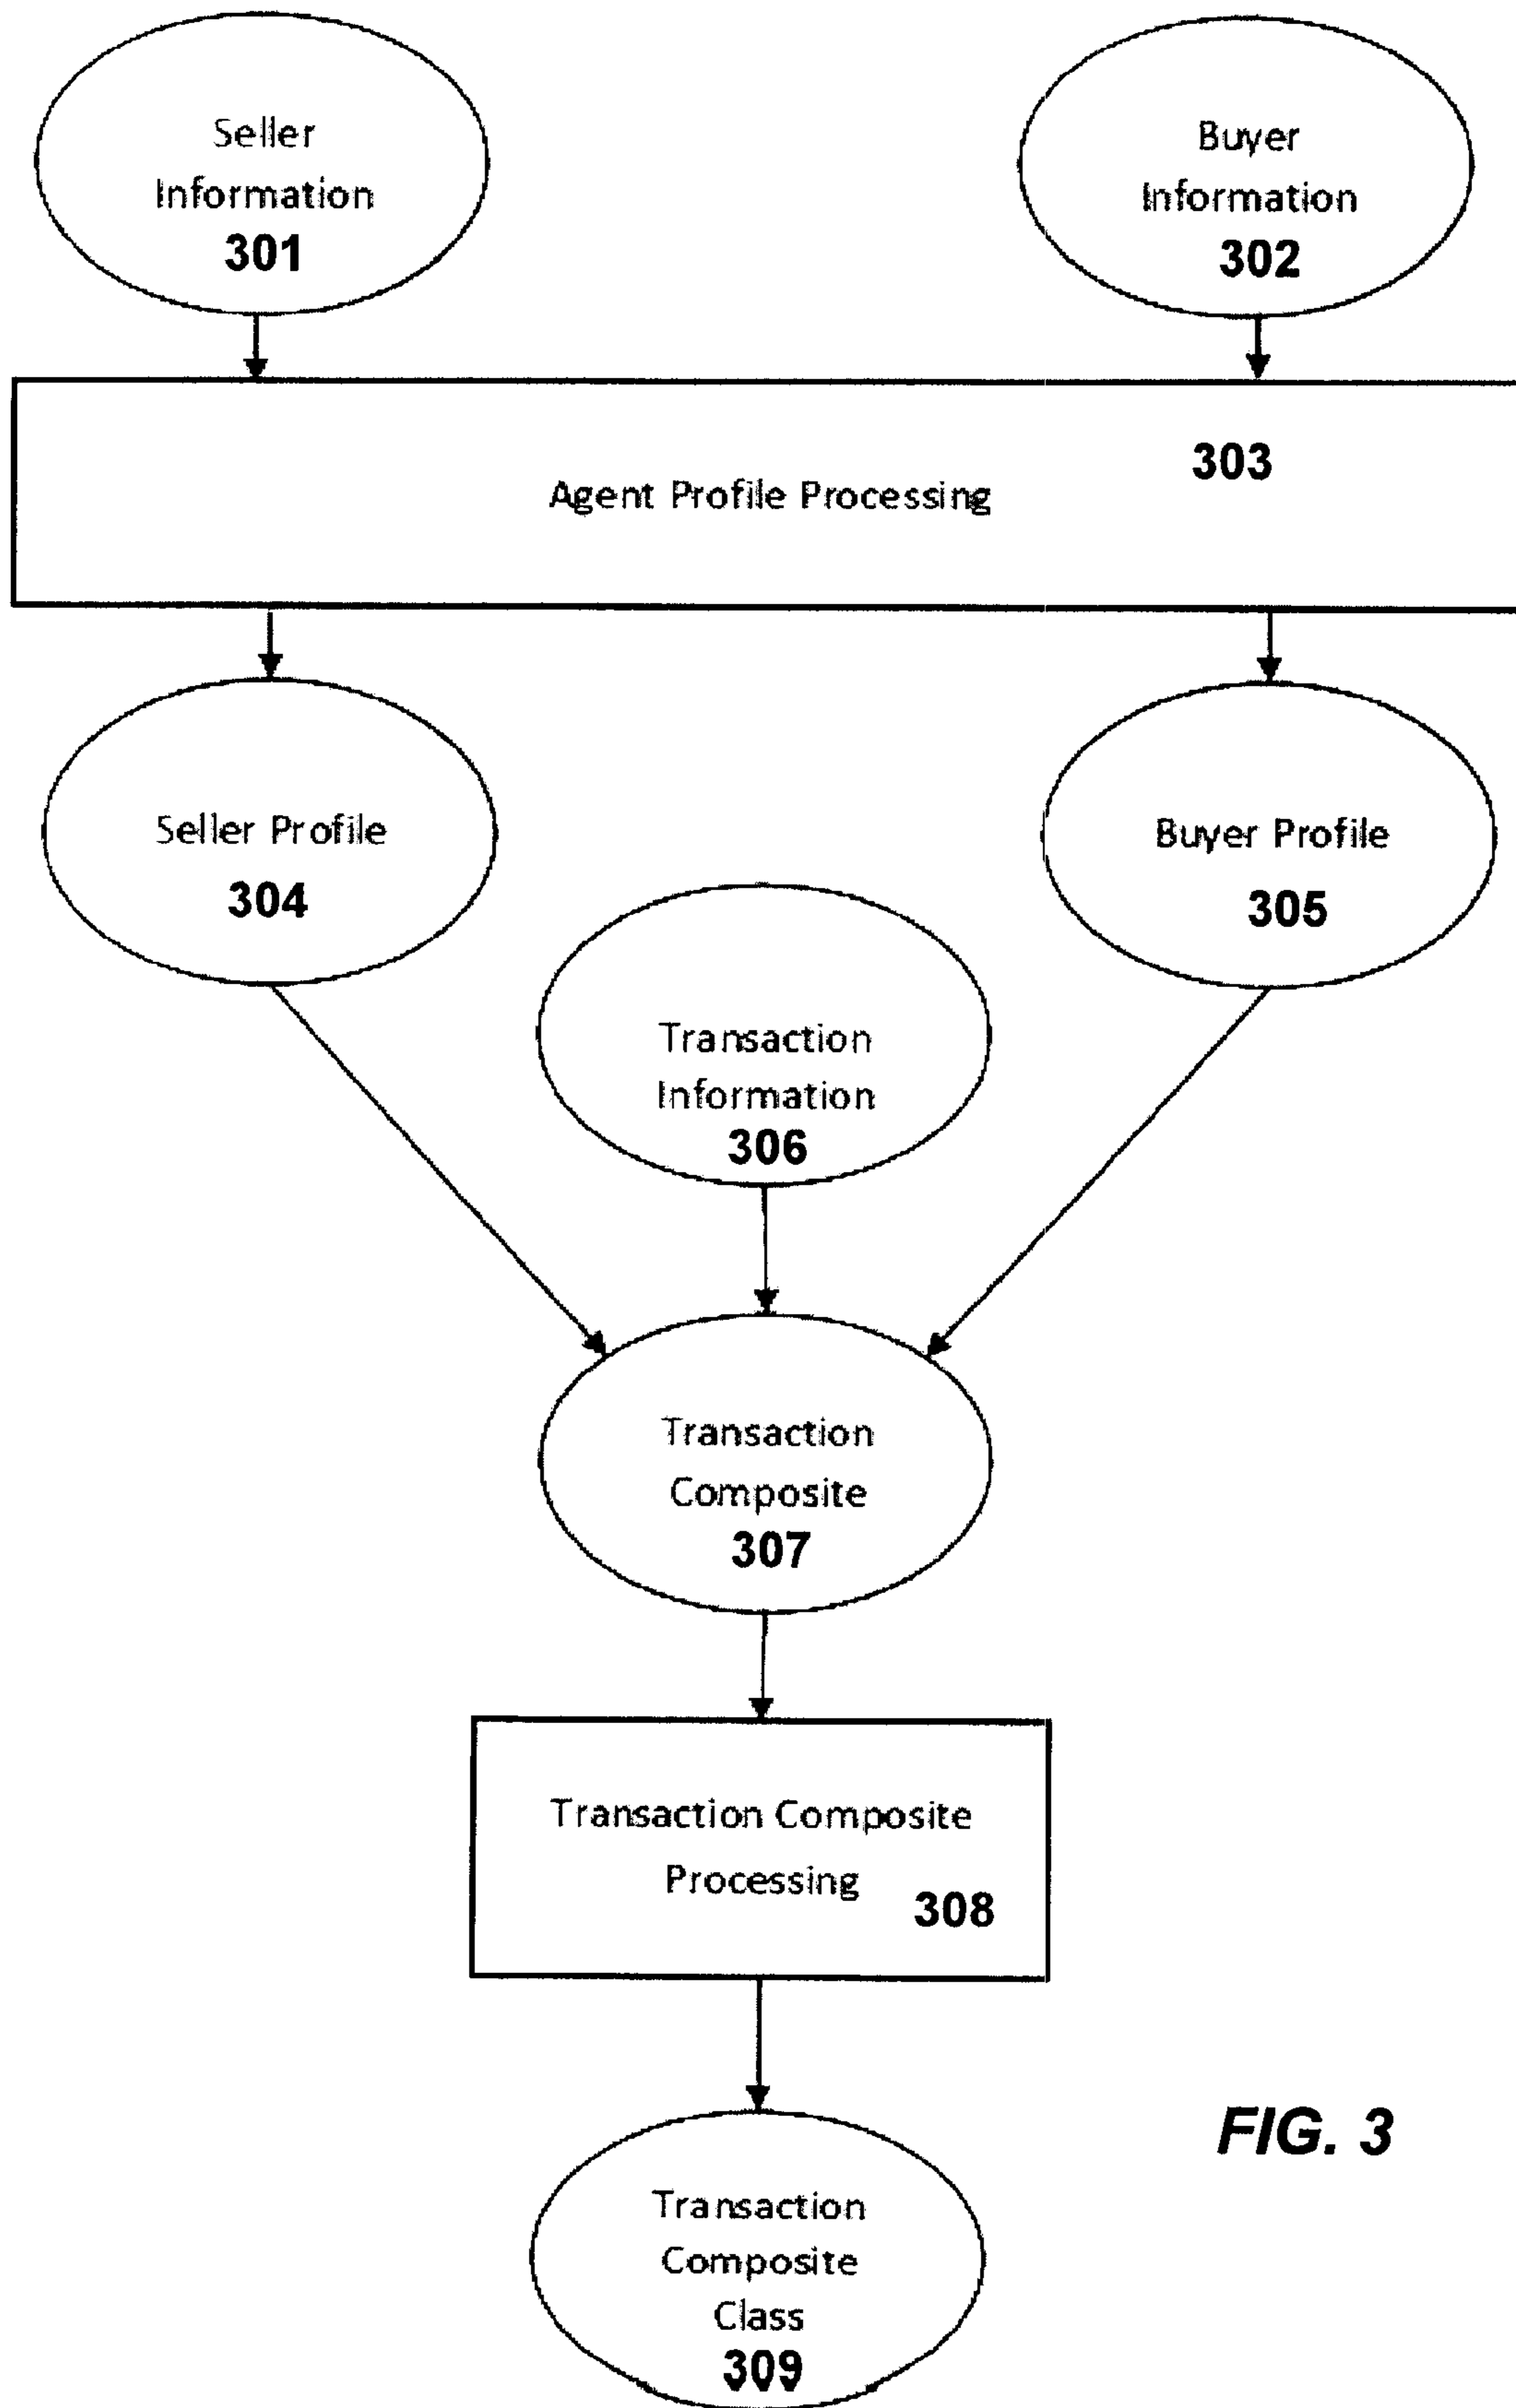 Seller
Information
301
Buyer
Information
302
303
Agent Profile Processing
Seller Profile
304
Buyer Profile
305
Transaction
Information
306
Transaction
Composite
307
Transaction Composite
Processing
308
FIG. 3
Transaction
Composite
Class
309